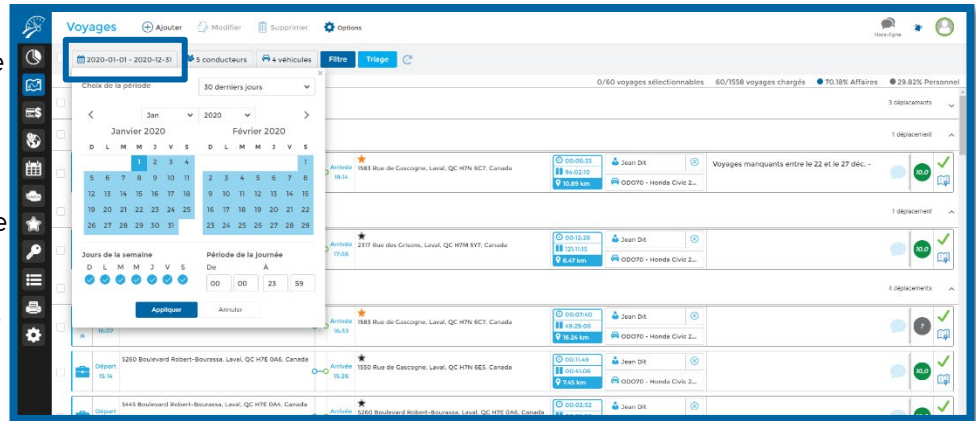 Voyages Ajouter Modifier Supprimer Options
Hors-ligne
2020-01-01 - 2020-12-31 5 conducteurs 4 véhicules Filtre Triage
0/60 voyages sélectionnables 60/1558 voyages chargés 70.18% Affaires 29.82% Personnel
Choix de la période 30 derniers jours
3 déplacements
Jan 2020
Janvier 2020 Février 2020
1 déplacement
D L M M J V S D L M M J V S
1 2 3 4 1
5 6 7 8 9 10 11 2 3 4 5 6 7 8
12 13 14 15 16 17 18 9 10 11 12 13 14 15
19 20 21 22 23 24 25 16 17 18 19 20 21 22
26 27 28 29 30 31 23 24 25 26 27 28 29
Jours de la semaine Période de la journée
D L M M J V S De A
00 00 23 59
Appliquer Annuler
Arrivée 1583 Rue de Gascogne, Laval, QC H7N 6C7, Canada
18:14
00:06:35
94:02:10
10.89 km
Jean Dit
ODO70 - Honda Civic 2...
Voyages manquants entre le 22 et le 27 déc. -
10,0
1 déplacement
Arrivée 2317 Rue des Grisons, Laval, QC H7M 5Y7, Canada
17:56
00:12:28
121:11:15
6.47 km
Jean Dit
ODO70 - Honda Civic 2...
10,0
4 déplacements
16:07
Arrivée 1583 Rue de Gascogne, Laval, QC H7N 6C7, Canada
16:33
00:07:40
49:29:06
16.24 km
Jean Dit
ODO70 - Honda Civic 2...
7
Départ 5260 Boulevard Robert-Bourassa, Laval, QC H7E 0A6, Canada
15:14
Arrivée 1550 Rue de Gascogne, Laval, QC H7N 6E5, Canada
15:26
00:11:49
00:41:06
7.45 km
Jean Dit
ODO70 - Honda Civic 2...
10,0
Départ 5445 Boulevard Robert-Bourassa, Laval, QC H7E 0A4, Canada
Arrivée 5260 Boulevard Robert-Bourassa, Laval, QC H7E 0A6, Canada
00:02:52
Jean Dit
10,0